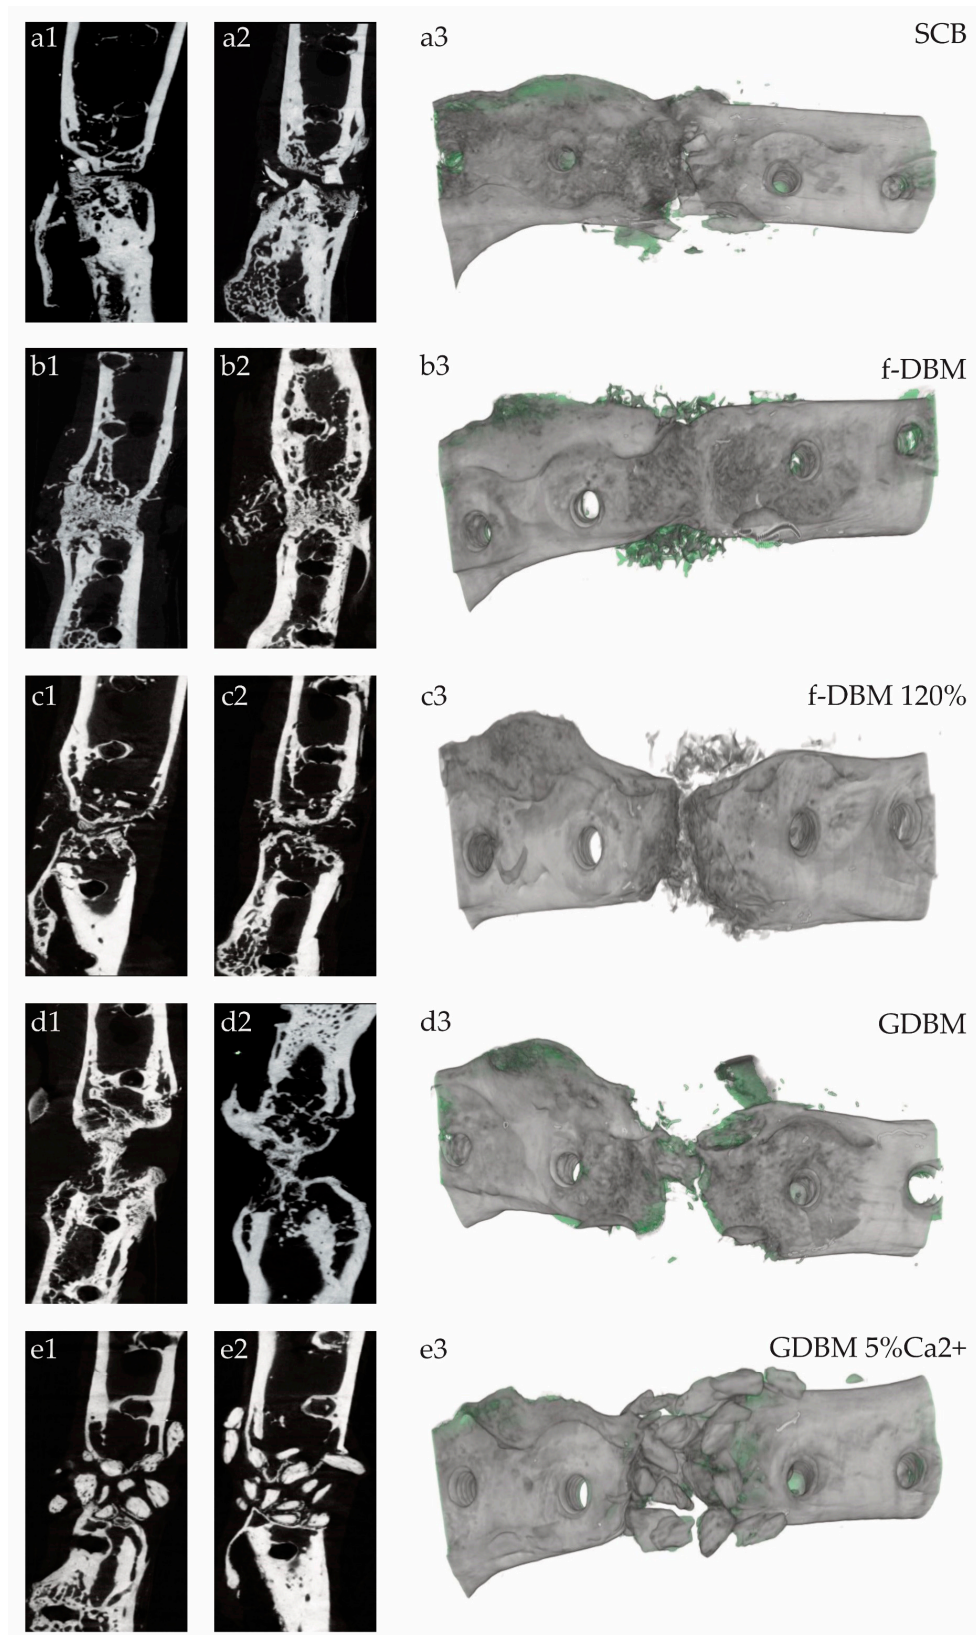 a1 a2 a3 SCB
b1 b2 b3 f-DBM
c1 c2 c3 f-DBM 120%
d1 d2 d3 GDBM
e1 e2 e3 GDBM 5%Ca2+